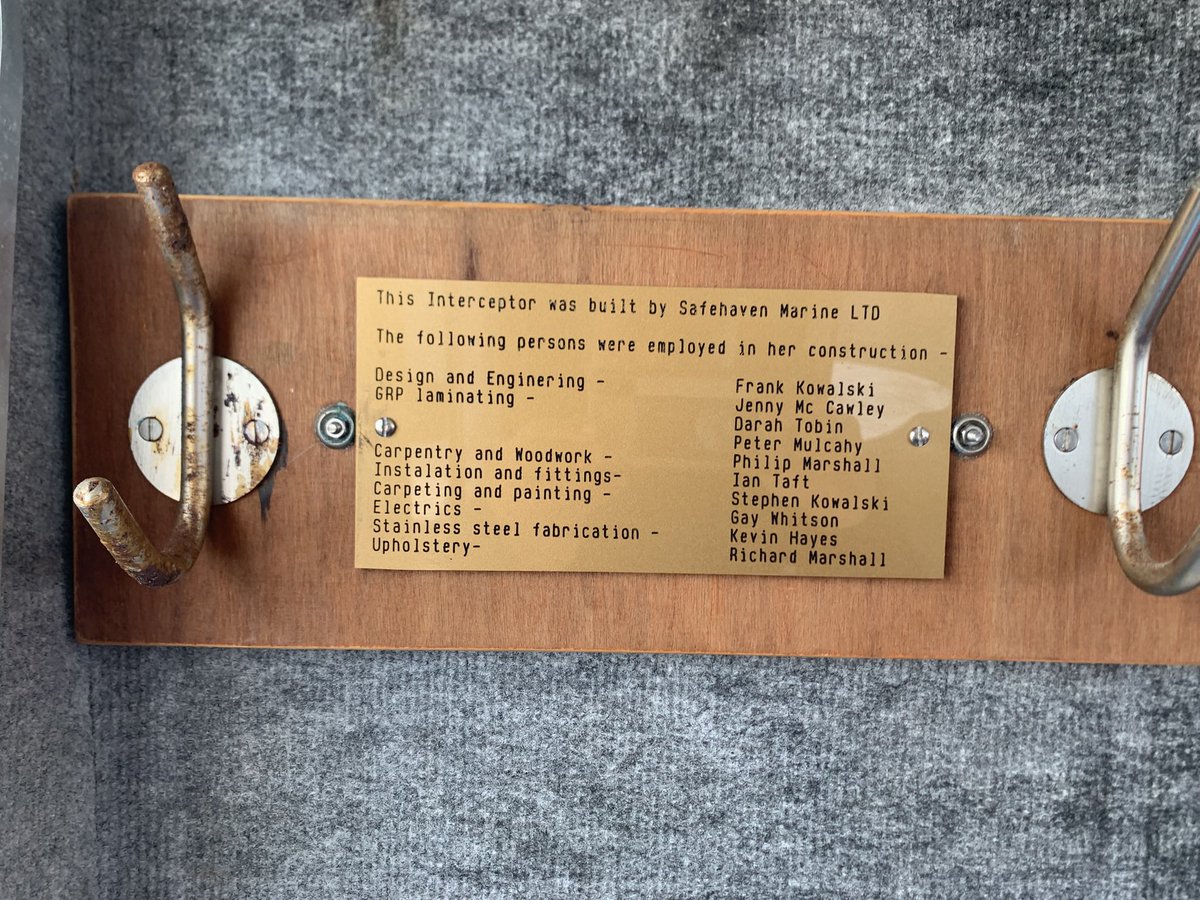 This Interceptor was built by Safehaven Marine LTD
The following persons were employed in her construction -
Design and Enginering - Frank Kowalski
GRP laminating - Jenny Mc Cawley
Darah Tobin
Peter Mulcahy
Carpentry and Woodwork - Philip Marshall
Instalation and fittings- Ian Taft
Carpeting and painting - Stephen Kowalski
Electrics - Gay Whitson
Stainless steel fabrication - Kevin Hayes
Upholstery- Richard Marshall